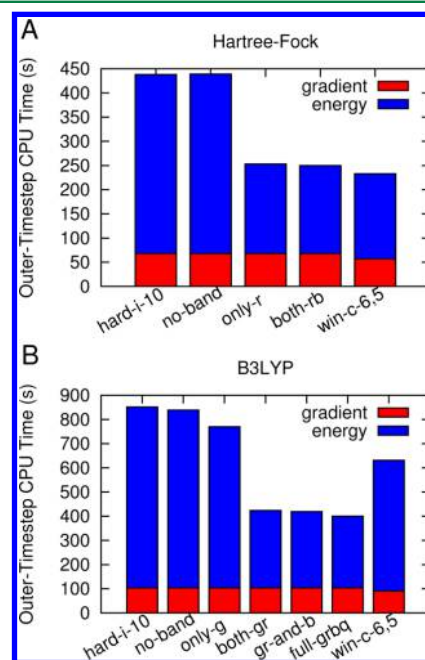 A
Hartree-Fock
Outer-Timestep CPU Time (s)
450
400
350
300
250
200
150
100
50
0
gradient
energy
hard-i-10
no-band
only-r
both-rb
win-c-6,5
B
B3LYP
Outer-Timestep CPU Time (s)
900
800
700
600
500
400
300
200
100
0
gradient
energy
hard-i-10
no-band
only-g
both-gr
gr-and-b
full-grbq
win-c-6,5